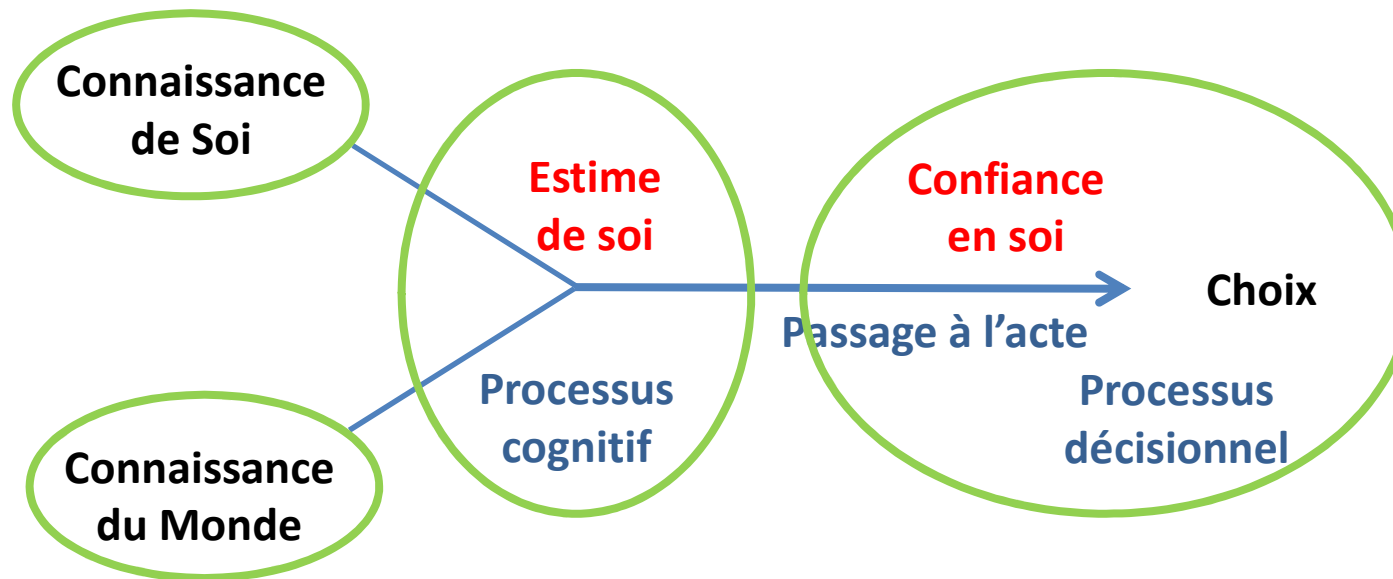 Connaissance
de Soi
Estime
de soi
Confiance
en soi
Choix
Passage à l’acte
Processus
cognitif
Processus
décisionnel
Connaissance
du Monde